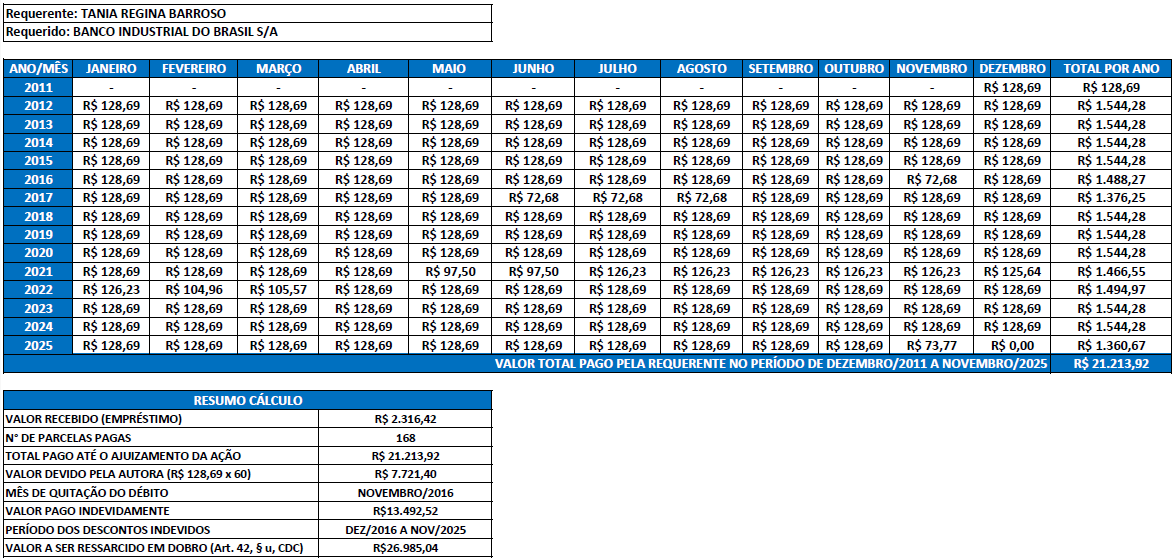 Requerente: TANIA REGINA BARROSO
Requerido: BANCO INDUSTRIAL DO BRASIL S/A
ANO/MÊS JANEIRO FEVEREIRO MARÇO ABRIL MAIO JUNHO JULHO AGOSTO SETEMBRO OUTUBRO NOVEMBRO DEZEMBRO TOTAL POR ANO
2011 - - - - - - - - - - - R$ 128,69 R$ 128,69
2012 R$ 128,69 R$ 128,69 R$ 128,69 R$ 128,69 R$ 128,69 R$ 128,69 R$ 128,69 R$ 128,69 R$ 128,69 R$ 128,69 R$ 128,69 R$ 128,69 R$ 1.544,28
2013 R$ 128,69 R$ 128,69 R$ 128,69 R$ 128,69 R$ 128,69 R$ 128,69 R$ 128,69 R$ 128,69 R$ 128,69 R$ 128,69 R$ 128,69 R$ 128,69 R$ 1.544,28
2014 R$ 128,69 R$ 128,69 R$ 128,69 R$ 128,69 R$ 128,69 R$ 128,69 R$ 128,69 R$ 128,69 R$ 128,69 R$ 128,69 R$ 128,69 R$ 128,69 R$ 1.544,28
2015 R$ 128,69 R$ 128,69 R$ 128,69 R$ 128,69 R$ 128,69 R$ 128,69 R$ 128,69 R$ 128,69 R$ 128,69 R$ 128,69 R$ 128,69 R$ 128,69 R$ 1.544,28
2016 R$ 128,69 R$ 128,69 R$ 128,69 R$ 128,69 R$ 128,69 R$ 128,69 R$ 128,69 R$ 128,69 R$ 128,69 R$ 128,69 R$ 72,68 R$ 128,69 R$ 1.488,27
2017 R$ 128,69 R$ 128,69 R$ 128,69 R$ 128,69 R$ 128,69 R$ 72,68 R$ 72,68 R$ 72,68 R$ 128,69 R$ 128,69 R$ 128,69 R$ 128,69 R$ 1.376,25
2018 R$ 128,69 R$ 128,69 R$ 128,69 R$ 128,69 R$ 128,69 R$ 128,69 R$ 128,69 R$ 128,69 R$ 128,69 R$ 128,69 R$ 128,69 R$ 128,69 R$ 1.544,28
2019 R$ 128,69 R$ 128,69 R$ 128,69 R$ 128,69 R$ 128,69 R$ 128,69 R$ 128,69 R$ 128,69 R$ 128,69 R$ 128,69 R$ 128,69 R$ 128,69 R$ 1.544,28
2020 R$ 128,69 R$ 128,69 R$ 128,69 R$ 128,69 R$ 128,69 R$ 128,69 R$ 128,69 R$ 128,69 R$ 128,69 R$ 128,69 R$ 128,69 R$ 128,69 R$ 1.544,28
2021 R$ 128,69 R$ 128,69 R$ 128,69 R$ 128,69 R$ 97,50 R$ 97,50 R$ 126,23 R$ 126,23 R$ 126,23 R$ 126,23 R$ 126,23 R$ 125,64 R$ 1.466,55
2022 R$ 126,23 R$ 104,96 R$ 105,57 R$ 128,69 R$ 128,69 R$ 128,69 R$ 128,69 R$ 128,69 R$ 128,69 R$ 128,69 R$ 128,69 R$ 128,69 R$ 1.494,97
2023 R$ 128,69 R$ 128,69 R$ 128,69 R$ 128,69 R$ 128,69 R$ 128,69 R$ 128,69 R$ 128,69 R$ 128,69 R$ 128,69 R$ 128,69 R$ 128,69 R$ 1.544,28
2024 R$ 128,69 R$ 128,69 R$ 128,69 R$ 128,69 R$ 128,69 R$ 128,69 R$ 128,69 R$ 128,69 R$ 128,69 R$ 128,69 R$ 128,69 R$ 128,69 R$ 1.544,28
2025 R$ 128,69 R$ 128,69 R$ 128,69 R$ 128,69 R$ 128,69 R$ 128,69 R$ 128,69 R$ 128,69 R$ 128,69 R$ 128,69 R$ 73,77 R$ 0,00 R$ 1.360,67
VALOR TOTAL PAGO PELA REQUERENTE NO PERÍODO DE DEZEMBRO/2011 A NOVEMBRO/2025 R$ 21.213,92
RESUMO CÁLCULO
VALOR RECEBIDO (EMPRÉSTIMO) R$ 2.316,42
N° DE PARCELAS PAGAS 168
TOTAL PAGO ATÉ O AJUIZAMENTO DA AÇÃO R$ 21.213,92
VALOR DEVIDO PELA AUTORA (R$ 128,69 x 60) R$ 7.721,40
MÊS DE QUITAÇÃO DO DÉBITO NOVEMBRO/2016
VALOR PAGO INDEVIDAMENTE R$13.492,52
PERÍODO DOS DESCONTOS INDEVIDOS DEZ/2016 A NOV/2025
VALOR A SER RESSARCIDO EM DOBRO (Art. 42, § u, CDC) R$26.985,04